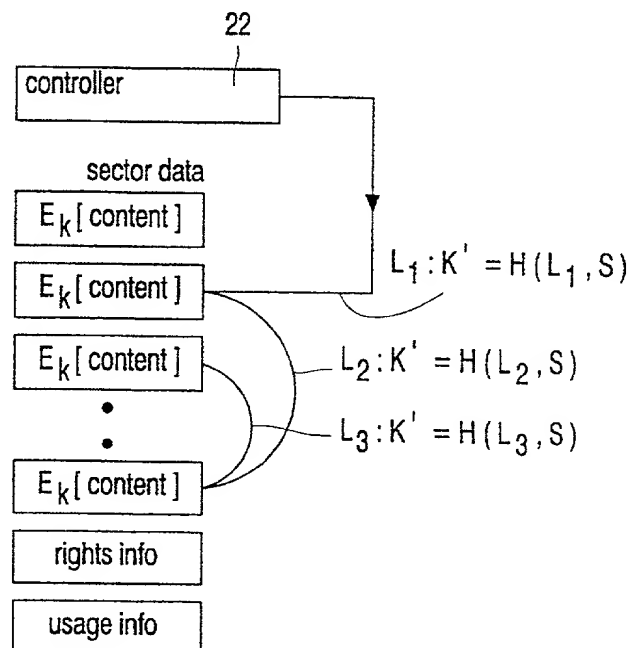 22
controller
sector data
E_k[content]
E_k[content]
L_1:K' = H(L_1,S)
E_k[content]
L_2:K' = H(L_2,S)
L_3:K' = H(L_3,S)
E_k[content]
rights info
usage info